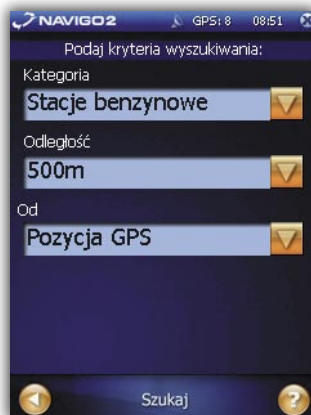 NAVIGO2 GPS: 8 08:51
Podaj kryteria wyszukiwania:
Kategoria
Stacje benzynowe
Odległość
500m
Od
Pozycja GPS
Szukaj
?